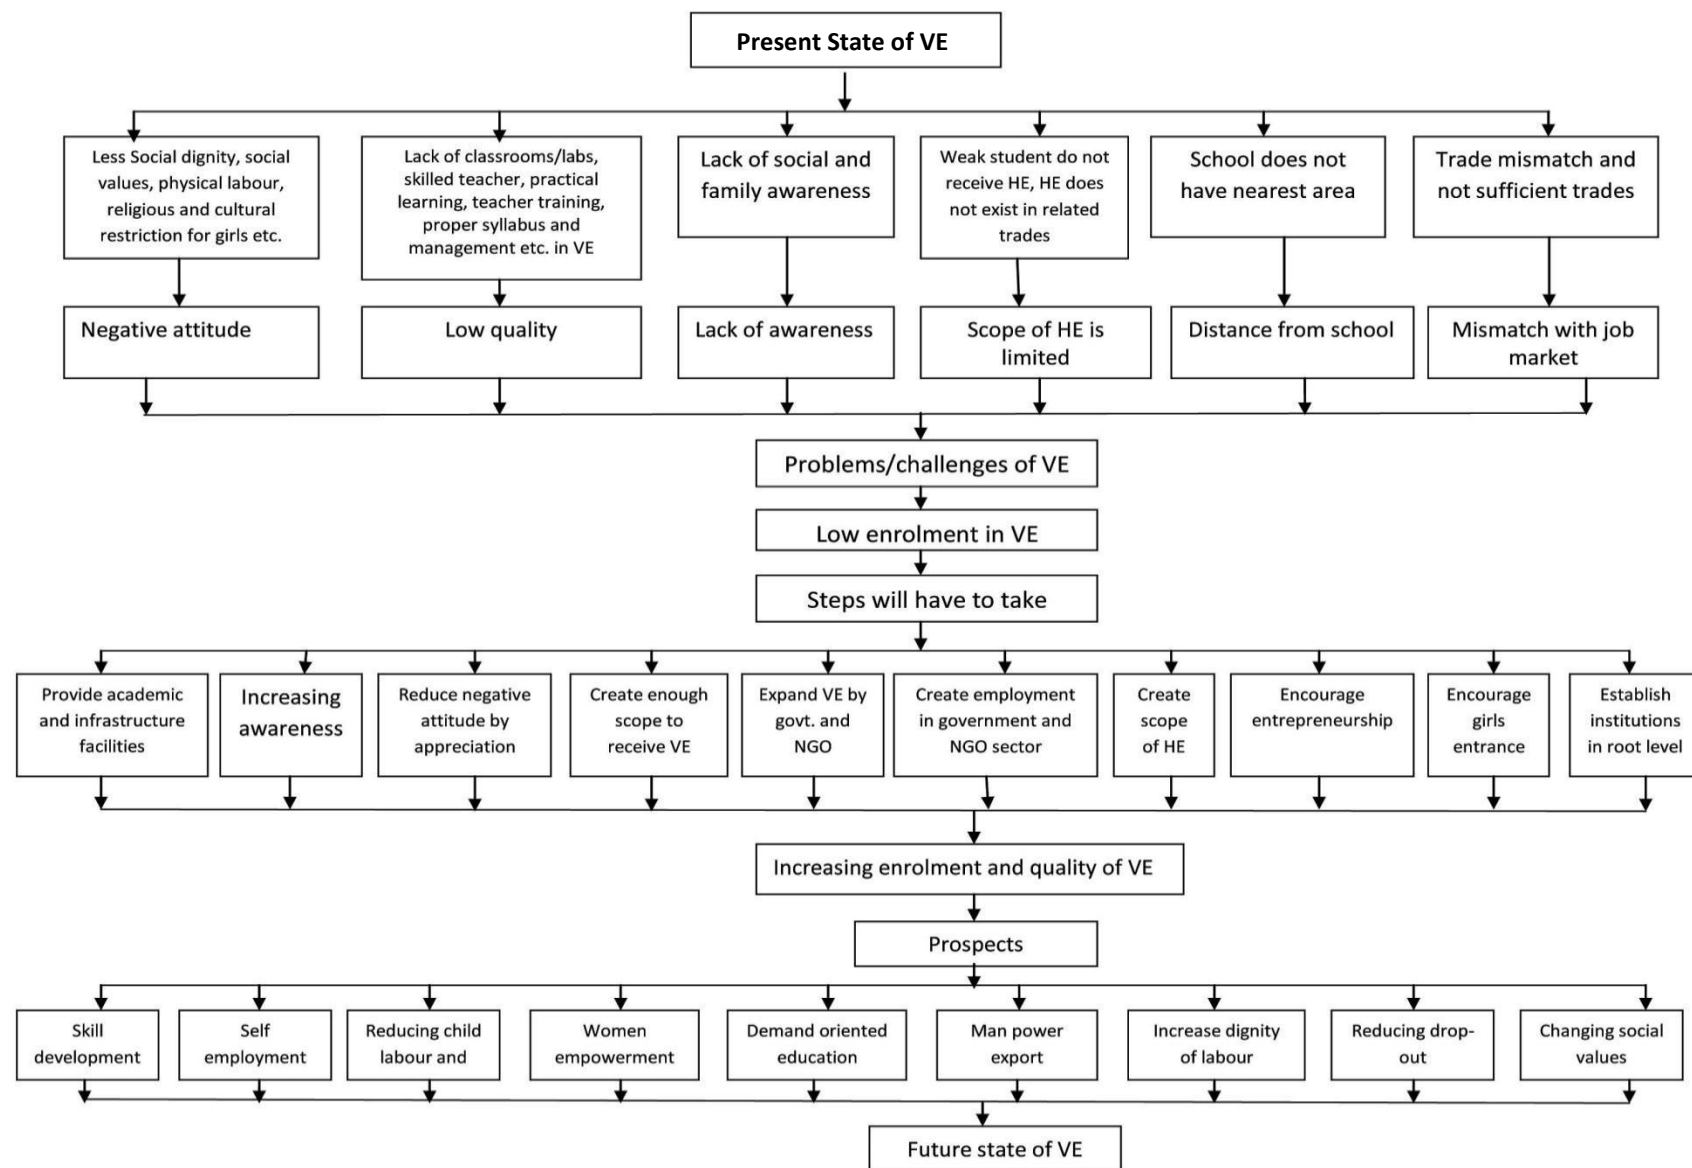 Present State of VE
Less Social dignity, social
values, physical labour,
religious and cultural
restriction for girls etc.
Lack of classrooms/labs,
skilled teacher, practical
learning, teacher training,
proper syllabus and
management etc. in VE
Lack of social and
family awareness
Weak student do not
receive HE, HE does
not exist in related
trades
School does not
have nearest area
Trade mismatch and
not sufficient trades
Negative attitude
Low quality
Lack of awareness
Scope of HE is
limited
Distance from school
Mismatch with job
market
Problems/challenges of VE
Low enrolment in VE
Steps will have to take
Provide academic
and infrastructure
facilities
Increasing
awareness
Reduce negative
attitude by
appreciation
Create enough
scope to
receive VE
Expand VE by
govt. and
NGO
Create employment
in government and
NGO sector
Create
scope
of HE
Encourage
entrepreneurship
Encourage
girls
entrance
Establish
institutions
in root level
Increasing enrolment and quality of VE
Prospects
Skill
development
Self
employment
Reducing child
labour and
Women
empowerment
Demand oriented
education
Man power
export
Increase dignity
of labour
Reducing drop-
out
Changing social
values
Future state of VE